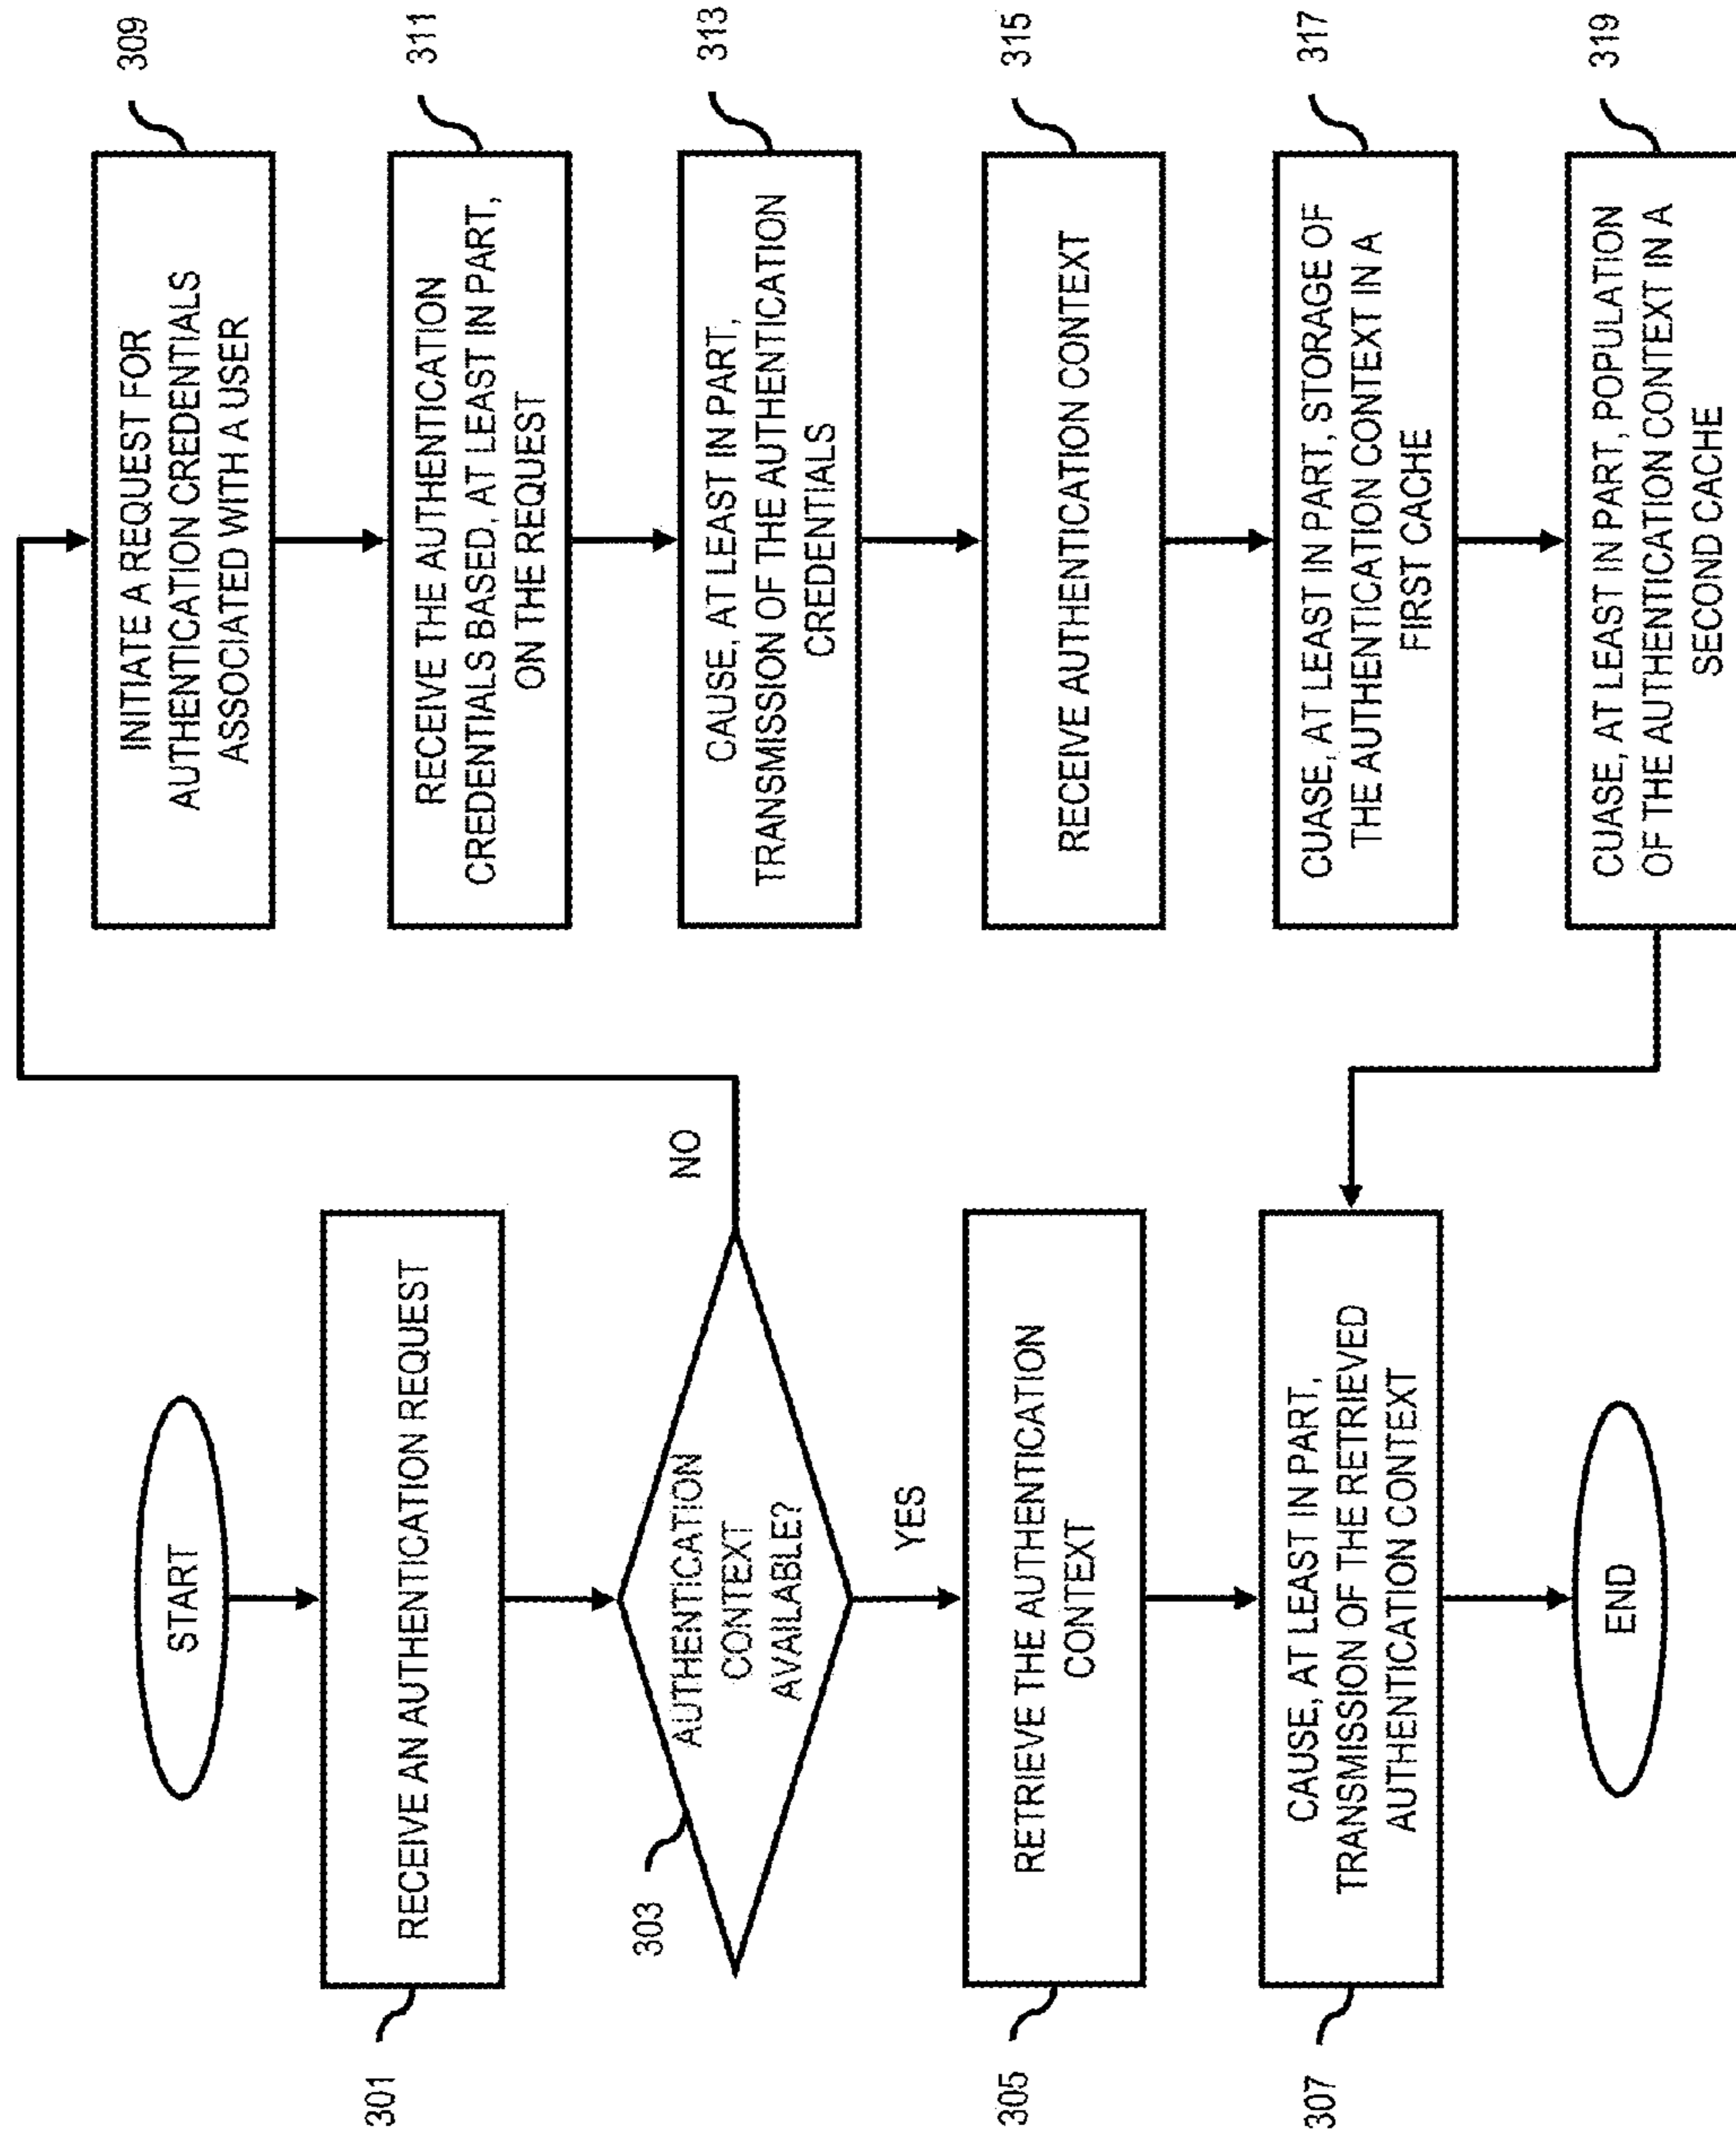 START
RECEIVE AN AUTHENTICATION REQUEST
301
AUTHENTICATION
CONTEXT
AVAILABLE?
303
NO
YES
RETRIEVE THE AUTHENTICATION
CONTEXT
305
CAUSE, AT LEAST IN PART,
TRANSMISSION OF THE RETRIEVED
AUTHENTICATION CONTEXT
307
END
INITIATE A REQUEST FOR
AUTHENTICATION CREDENTIALS
ASSOCIATED WITH A USER
309
RECEIVE THE AUTHENTICATION
CREDENTIALS BASED, AT LEAST IN PART,
ON THE REQUEST
311
CAUSE, AT LEAST IN PART,
TRANSMISSION OF THE AUTHENTICATION
CREDENTIALS
313
RECEIVE AUTHENTICATION CONTEXT
315
CUASE, AT LEAST IN PART, STORAGE OF
THE AUTHENTICATION CONTEXT IN A
FIRST CACHE
317
CUASE, AT LEAST IN PART, POPULATION
OF THE AUTHENTICATION CONTEXT IN A
SECOND CACHE
319